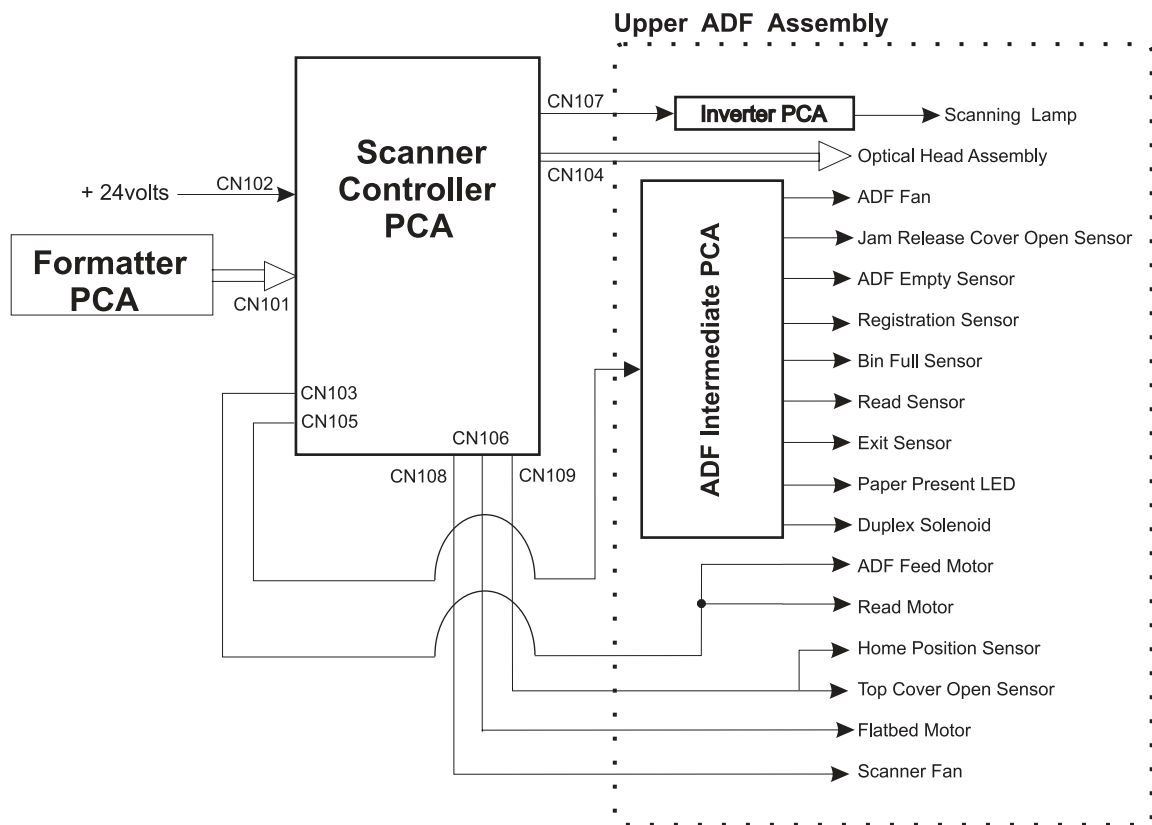 Upper ADF Assembly
CN107
Inverter PCA
Scanning Lamp
Scanner
Controller
PCA
CN104
Optical Head Assembly
+ 24volts
CN102
Formatter
PCA
CN101
ADF Intermediate PCA
ADF Fan
Jam Release Cover Open Sensor
ADF Empty Sensor
Registration Sensor
Bin Full Sensor
Read Sensor
Exit Sensor
Paper Present LED
Duplex Solenoid
CN103
CN105
CN106
CN108
CN109
ADF Feed Motor
Read Motor
Home Position Sensor
Top Cover Open Sensor
Flatbed Motor
Scanner Fan